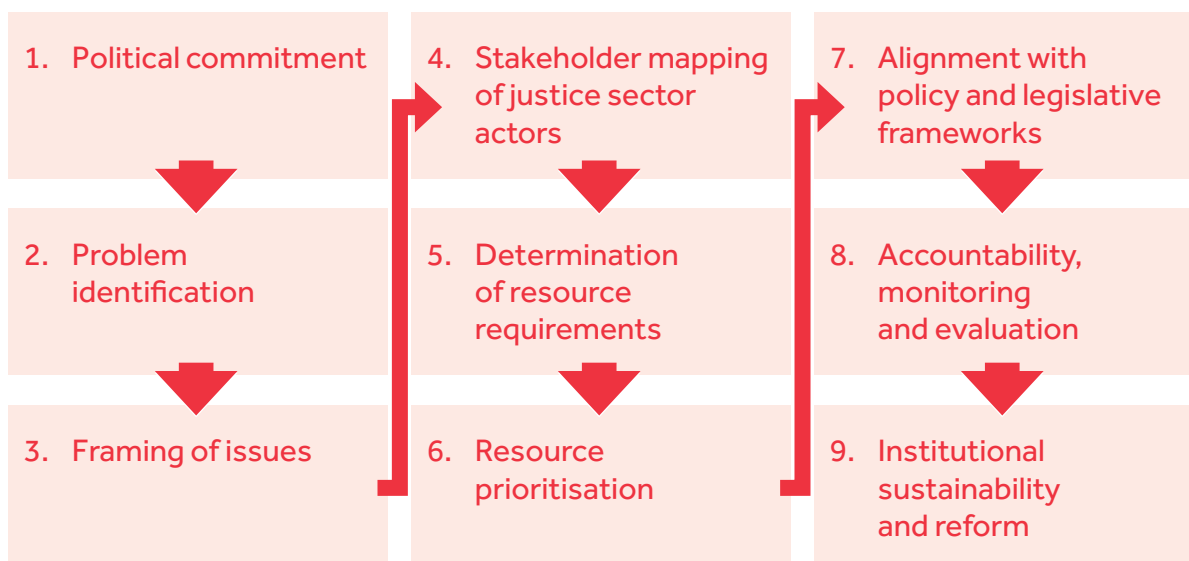 1. Political commitment
2. Problem
identification
3. Framing of issues
4. Stakeholder mapping
of justice sector
actors
5. Determination
of resource
requirements
6. Resource
prioritisation
7. Alignment with
policy and legislative
frameworks
8. Accountability,
monitoring
and evaluation
9. Institutional
sustainability
and reform